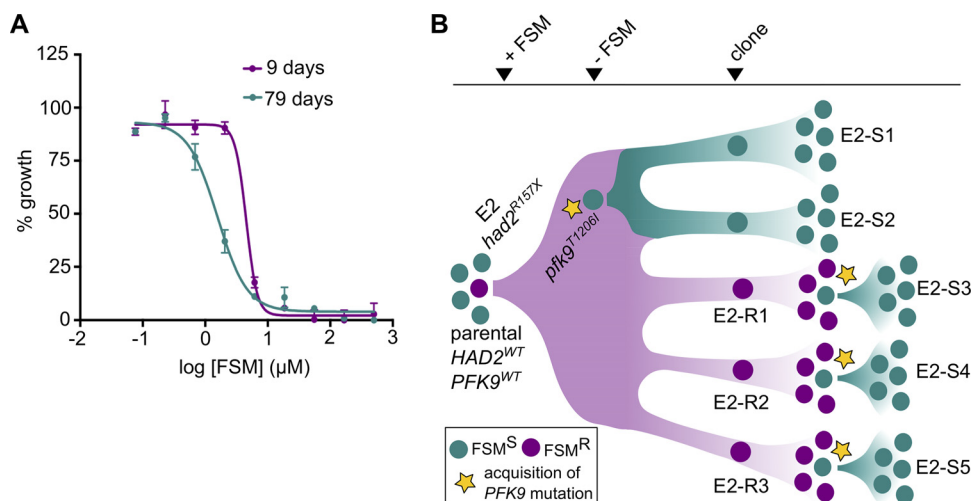 A
9 days
79 days
125
100
75
50
25
0
% growth
-2
-1
0
1
2
3
log [FSM] (µM)
B
+ FSM
- FSM
clone
E2
had2R157X
pfk9T1206I
parental
HAD2WT
PFK9WT
E2-S1
E2-S2
E2-R1
E2-S3
E2-R2
E2-S4
E2-R3
E2-S5
FSMS
FSMR
acquisition of
PFK9 mutation